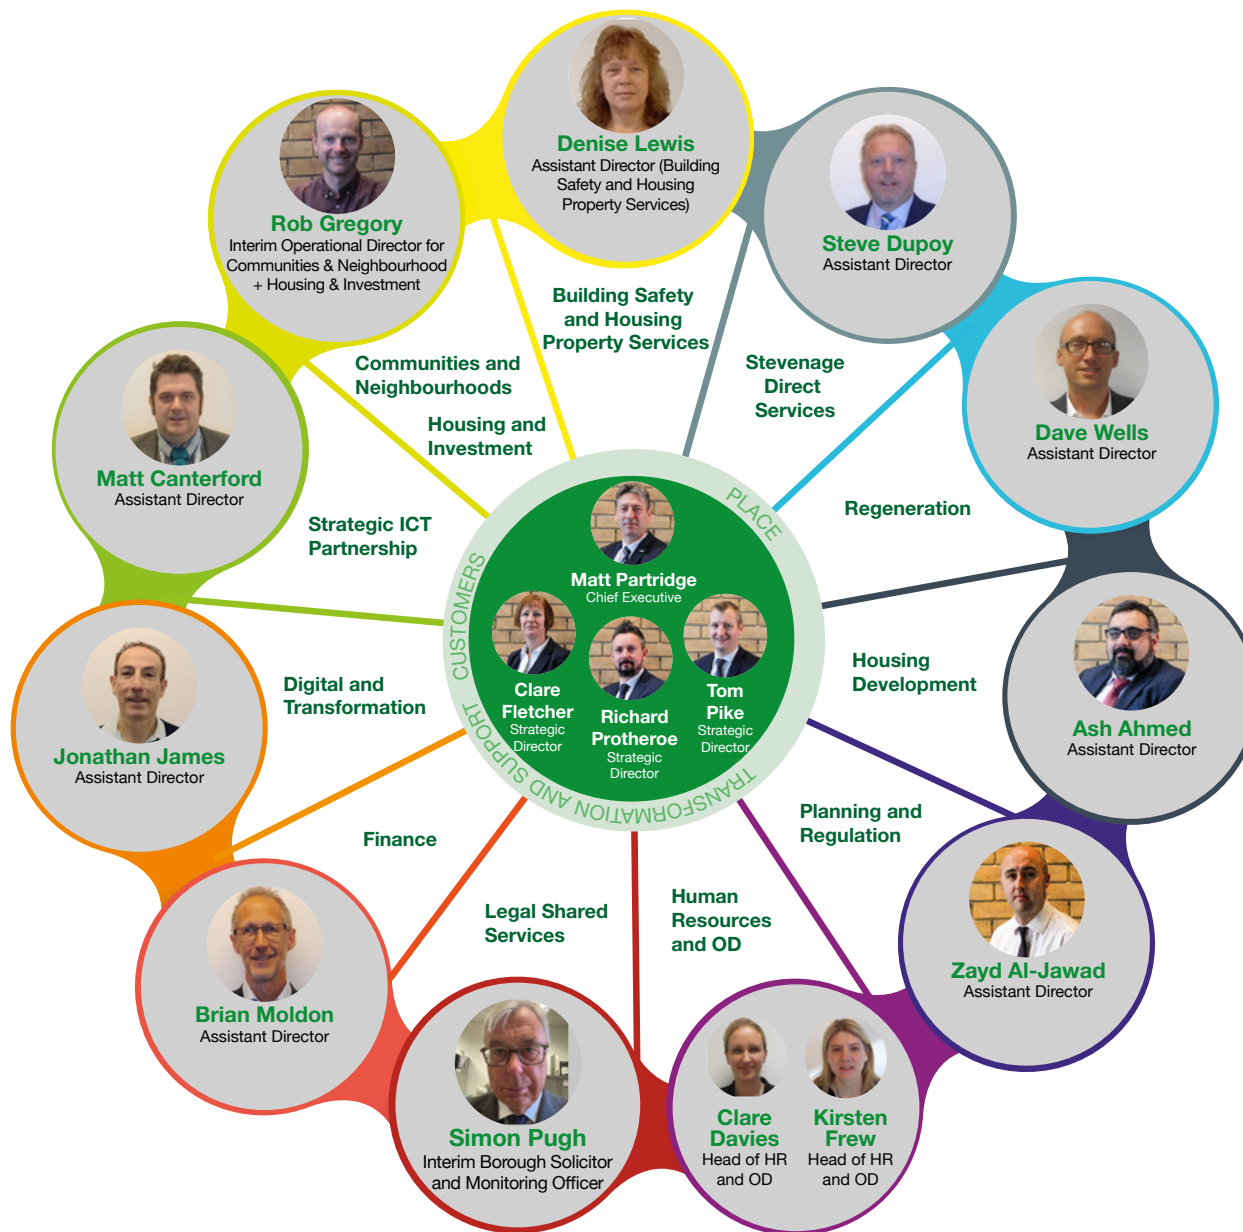 Denise Lewis
Assistant Director (Building
Safety and Housing
Property Services)
Rob Gregory
Interim Operational Director for
Communities & Neighbourhood
+ Housing & Investment
Steve Dupoy
Assistant Director
Building Safety
and Housing
Property Services
Communities and
Neighbourhoods
Housing and
Investment
Stevenage
Direct
Services
Dave Wells
Assistant Director
Matt Canterford
Assistant Director
Strategic ICT
Partnership
Regeneration
PLACE
CUSTOMERS
TRANSFORMATION AND SUPPORT
Matt Partridge
Chief Executive
Clare
Fletcher
Strategic
Director
Richard
Protheroe
Strategic
Director
Tom
Pike
Strategic
Director
Digital and
Transformation
Housing
Development
Jonathan James
Assistant Director
Ash Ahmed
Assistant Director
Finance
Planning and
Regulation
Legal Shared
Services
Human
Resources
and OD
Zayd Al-Jawad
Assistant Director
Brian Moldon
Assistant Director
Simon Pugh
Interim Borough Solicitor
and Monitoring Officer
Clare
Davies
Head of HR
and OD
Kirsten
Frew
Head of HR
and OD